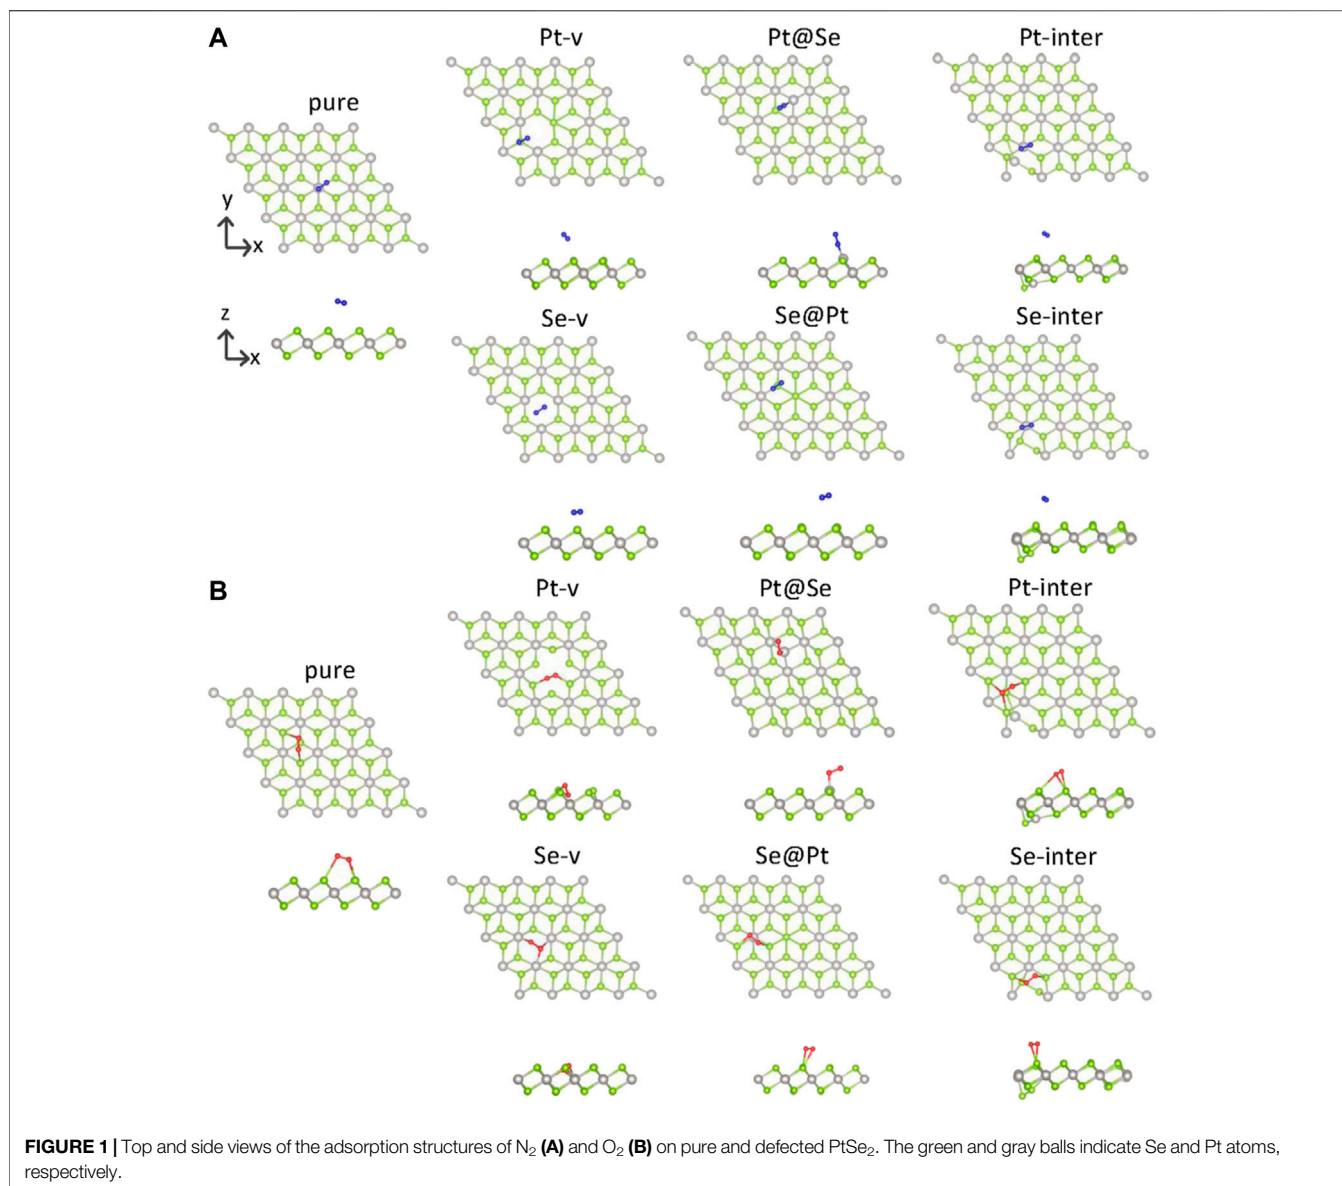 A
Pt-v
Pt@Se
Pt-inter
pure
y
x
z
x
Se-v
Se@Pt
Se-inter
B
Pt-v
Pt@Se
Pt-inter
pure
Se-v
Se@Pt
Se-inter
FIGURE 1 | Top and side views of the adsorption structures of N₂ (A) and O₂ (B) on pure and defected PtSe₂. The green and gray balls indicate Se and Pt atoms,
respectively.